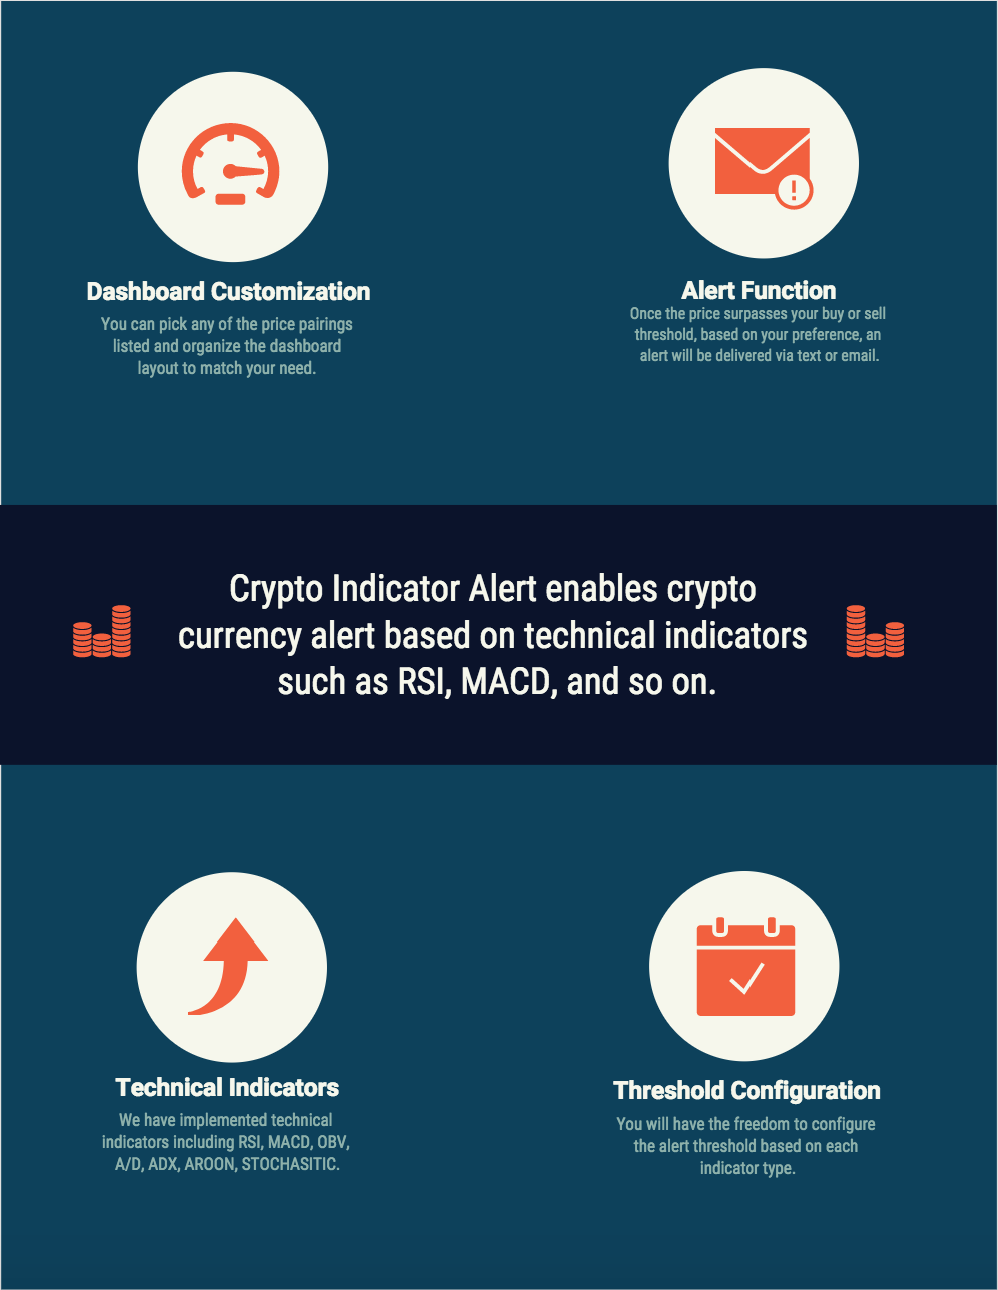 Dashboard Customization
You can pick any of the price pairings
listed and organize the dashboard
layout to match your need.
Alert Function
Once the price surpasses your buy or sell
threshold, based on your preference, an
alert will be delivered via text or email.
Crypto Indicator Alert enables crypto
currency alert based on technical indicators
such as RSI, MACD, and so on.
Technical Indicators
We have implemented technical
indicators including RSI, MACD, OBV,
A/D, ADX, AROON, STOCHASITIC.
Threshold Configuration
You will have the freedom to configure
the alert threshold based on each
indicator type.